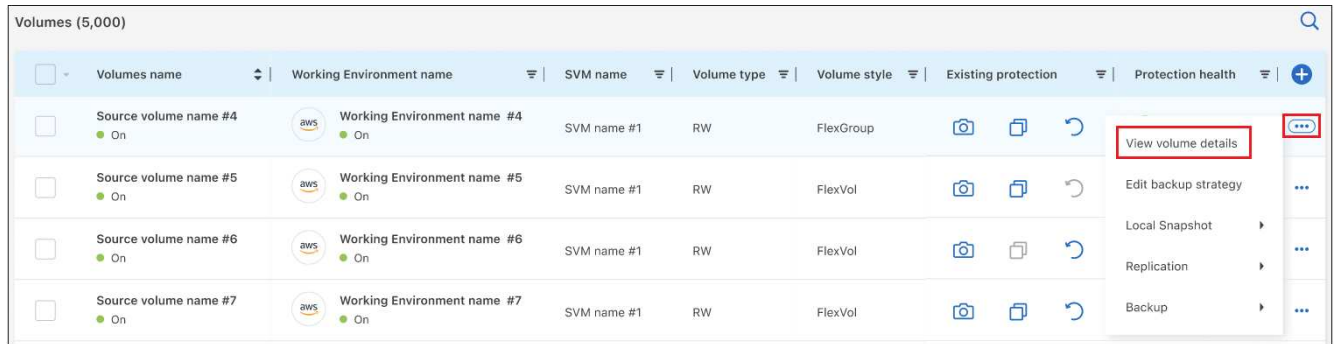 Volumes (5,000)
Volumes name Working Environment name SVM name Volume type Volume style Existing protection Protection health
Source volume name #4
On
aws
Working Environment name #4
On
SVM name #1 RW FlexGroup
View volume details
Source volume name #5
On
aws
Working Environment name #5
On
SVM name #1 RW FlexVol
Edit backup strategy
Source volume name #6
On
aws
Working Environment name #6
On
SVM name #1 RW FlexVol
Local Snapshot
Replication
Source volume name #7
On
aws
Working Environment name #7
On
SVM name #1 RW FlexVol
Backup